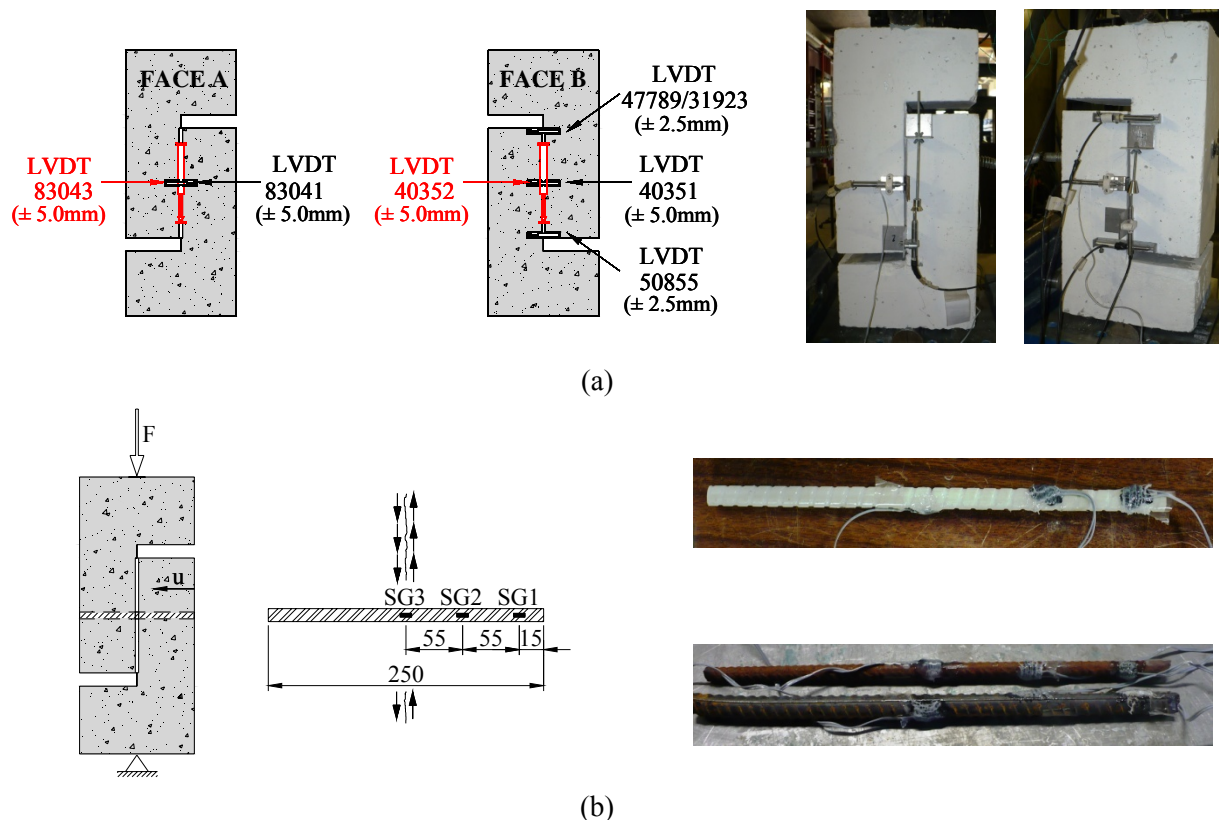 FACE A
LVDT
83043
(± 5.0mm)
LVDT
83041
(± 5.0mm)
FACE B
LVDT
47789/31923
(± 2.5mm)
LVDT
40352
(± 5.0mm)
LVDT
40351
(± 5.0mm)
LVDT
50855
(± 2.5mm)
(a)
F
u
SG3 SG2 SG1
55 55 15
250
(b)